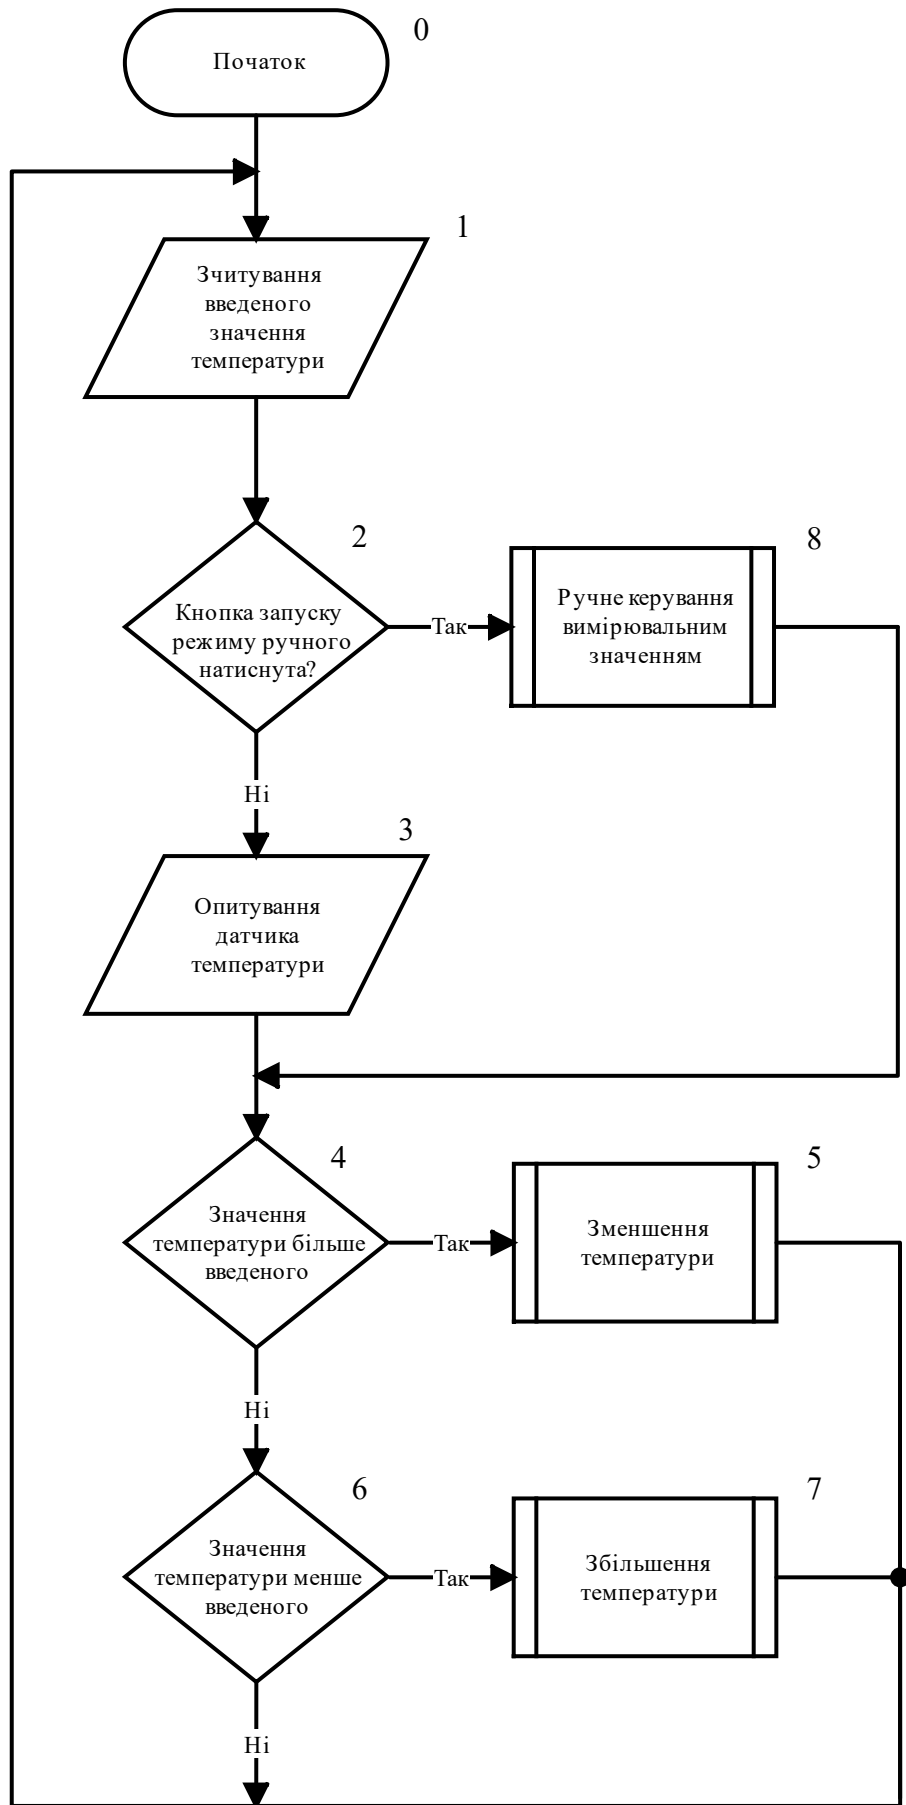 0
Початок
1
Зчитування
введеного
значення
температури
2
Кнопка запуску
режиму ручного
натиснута?
Так
8
Ручне керування
вимірювальним
значенням
Ні
3
Опитування
датчика
температури
4
Значення
температури більше
введеного
Так
5
Зменшення
температури
Ні
6
Значення
температури менше
введеного
Так
7
Збільшення
температури
Ні